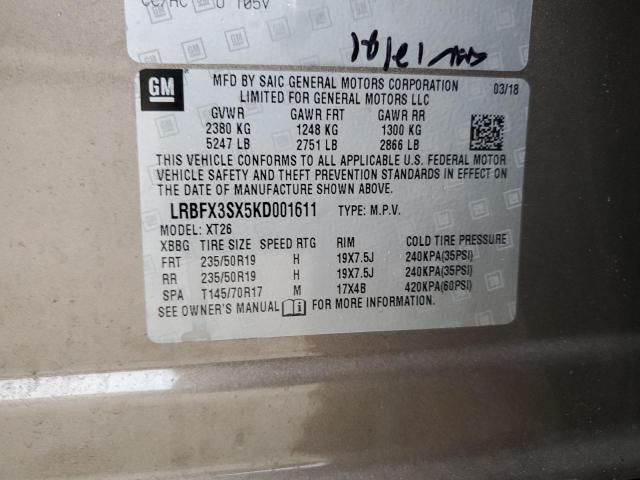 105V
GM
MFD BY SAIC GENERAL MOTORS CORPORATION
LIMITED FOR GENERAL MOTORS LLC
03/18
GVWR GAWR FRT GAWR RR
2380 KG 1248 KG 1300 KG
5247 LB 2751 LB 2866 LB
THIS VEHICLE CONFORMS TO ALL APPLICABLE U.S. FEDERAL MOTOR
VEHICLE SAFETY AND THEFT PREVENTION STANDARDS IN EFFECT ON
THE DATE OF MANUFACTURE SHOWN ABOVE.
LRBFX3SX5KD001611 TYPE: M.P.V.
MODEL: XT26
XBBG TIRE SIZE SPEED RTG RIM COLD TIRE PRESSURE
FRT 235/50R19 H 19X7.5J 240KPA(35PSI)
RR 235/50R19 H 19X7.5J 240KPA(35PSI)
SPA T145/70R17 M 17X4B 420KPA(60PSI)
SEE OWNER'S MANUAL FOR MORE INFORMATION.